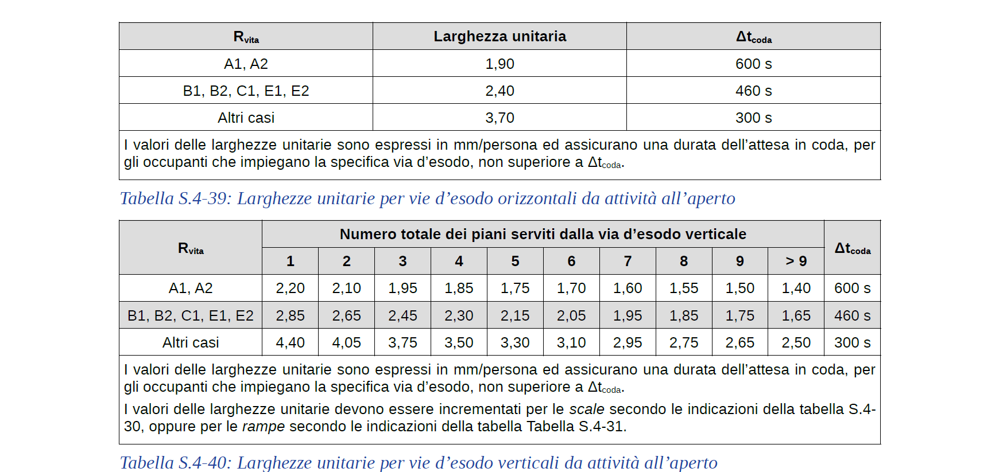 Rvita Larghezza unitaria Δtcoda
A1, A2 1,90 600 s
B1, B2, C1, E1, E2 2,40 460 s
Altri casi 3,70 300 s
I valori delle larghezze unitarie sono espressi in mm/persona ed assicurano una durata dell’attesa in coda, per
gli occupanti che impiegano la specifica via d’esodo, non superiore a Δtcoda.
Tabella S.4-39: Larghezze unitarie per vie d’esodo orizzontali da attività all’aperto
Rvita Numero totale dei piani serviti dalla via d’esodo verticale Δtcoda
1 2 3 4 5 6 7 8 9 > 9
A1, A2 2,20 2,10 1,95 1,85 1,75 1,70 1,60 1,55 1,50 1,40 600 s
B1, B2, C1, E1, E2 2,85 2,65 2,45 2,30 2,15 2,05 1,95 1,85 1,75 1,65 460 s
Altri casi 4,40 4,05 3,75 3,50 3,30 3,10 2,95 2,75 2,65 2,50 300 s
I valori delle larghezze unitarie sono espressi in mm/persona ed assicurano una durata dell’attesa in coda, per
gli occupanti che impiegano la specifica via d’esodo, non superiore a Δtcoda.
I valori delle larghezze unitarie devono essere incrementati per le scale secondo le indicazioni della tabella S.4-
30, oppure per le rampe secondo le indicazioni della tabella Tabella S.4-31.
Tabella S.4-40: Larghezze unitarie per vie d’esodo verticali da attività all’aperto